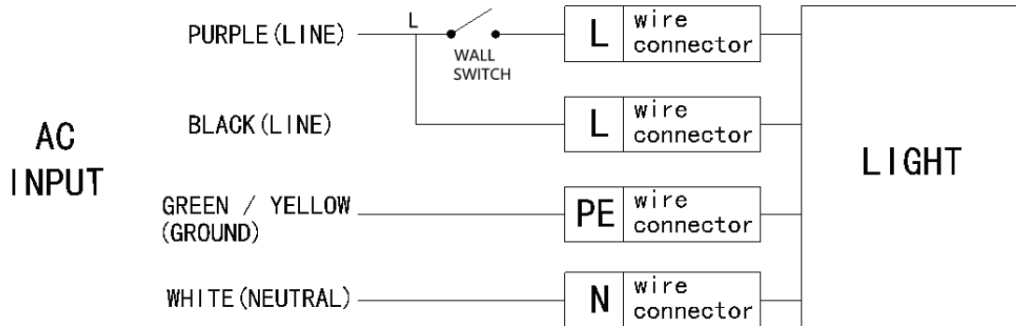 L
PURPLE(LINE)
WALL
SWITCH
L
wire
connector
BLACK(LINE)
L
wire
connector
AC
INPUT
LIGHT
GREEN / YELLOW
(GROUND)
PE
wire
connector
WHITE(NEUTRAL)
N
wire
connector